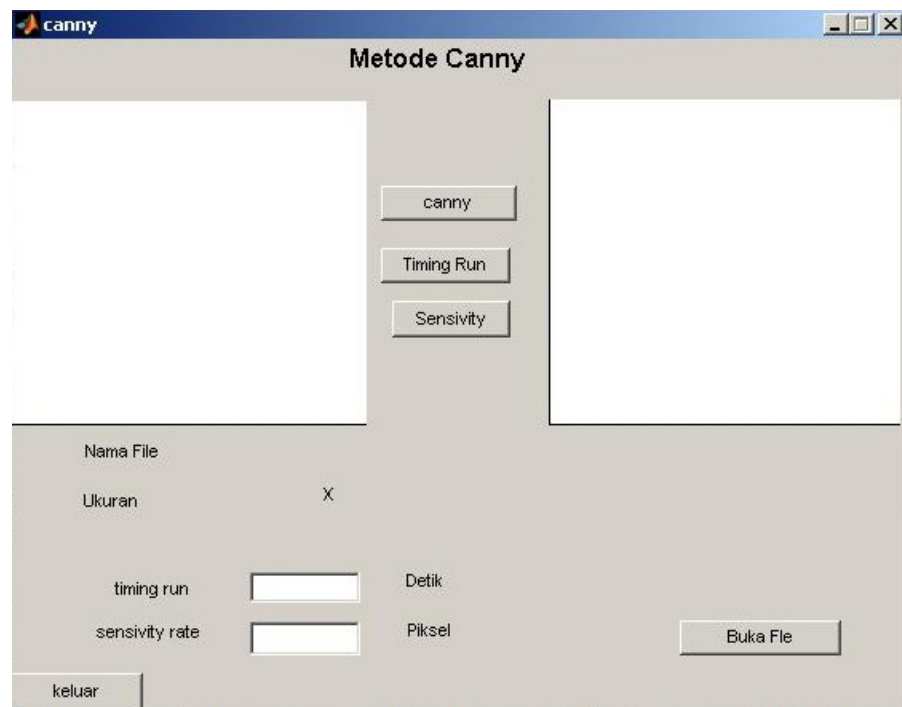 canny
Metode Canny
canny
Timing Run
Sensivity
Nama File
Ukuran X
timing run Detik
sensivity rate Piksel
Buka Fle
keluar